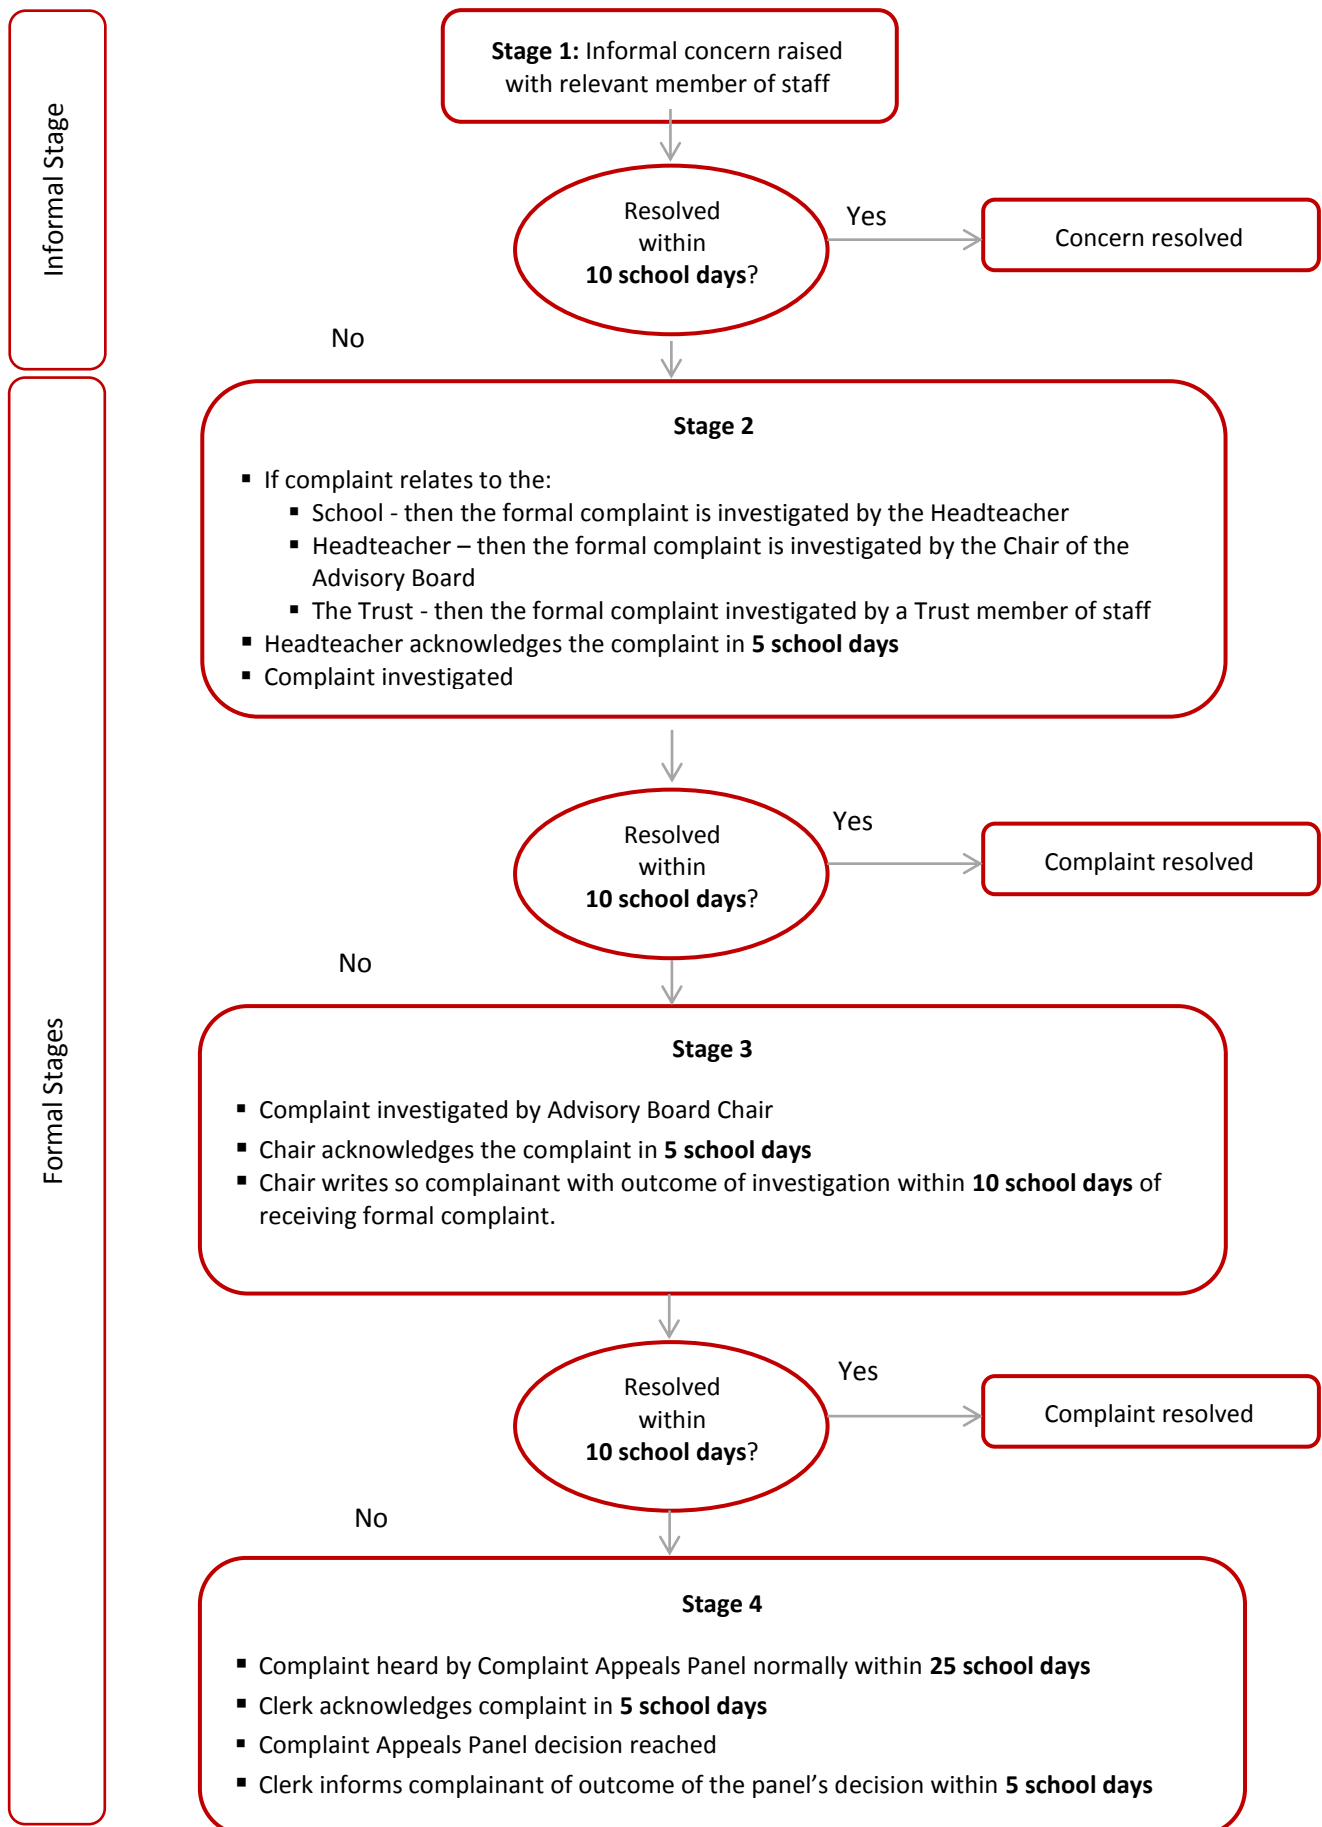 Informal Stage
Stage 1: Informal concern raised
with relevant member of staff
Resolved
within
10 school days?
Yes
Concern resolved
No
Formal Stages
Stage 2
▪ If complaint relates to the:
▪ School - then the formal complaint is investigated by the Headteacher
▪ Headteacher – then the formal complaint is investigated by the Chair of the
Advisory Board
▪ The Trust - then the formal complaint investigated by a Trust member of staff
▪ Headteacher acknowledges the complaint in 5 school days
▪ Complaint investigated
Resolved
within
10 school days?
Yes
Complaint resolved
No
Stage 3
▪ Complaint investigated by Advisory Board Chair
▪ Chair acknowledges the complaint in 5 school days
▪ Chair writes so complainant with outcome of investigation within 10 school days of
receiving formal complaint.
Resolved
within
10 school days?
Yes
Complaint resolved
No
Stage 4
▪ Complaint heard by Complaint Appeals Panel normally within 25 school days
▪ Clerk acknowledges complaint in 5 school days
▪ Complaint Appeals Panel decision reached
▪ Clerk informs complainant of outcome of the panel’s decision within 5 school days